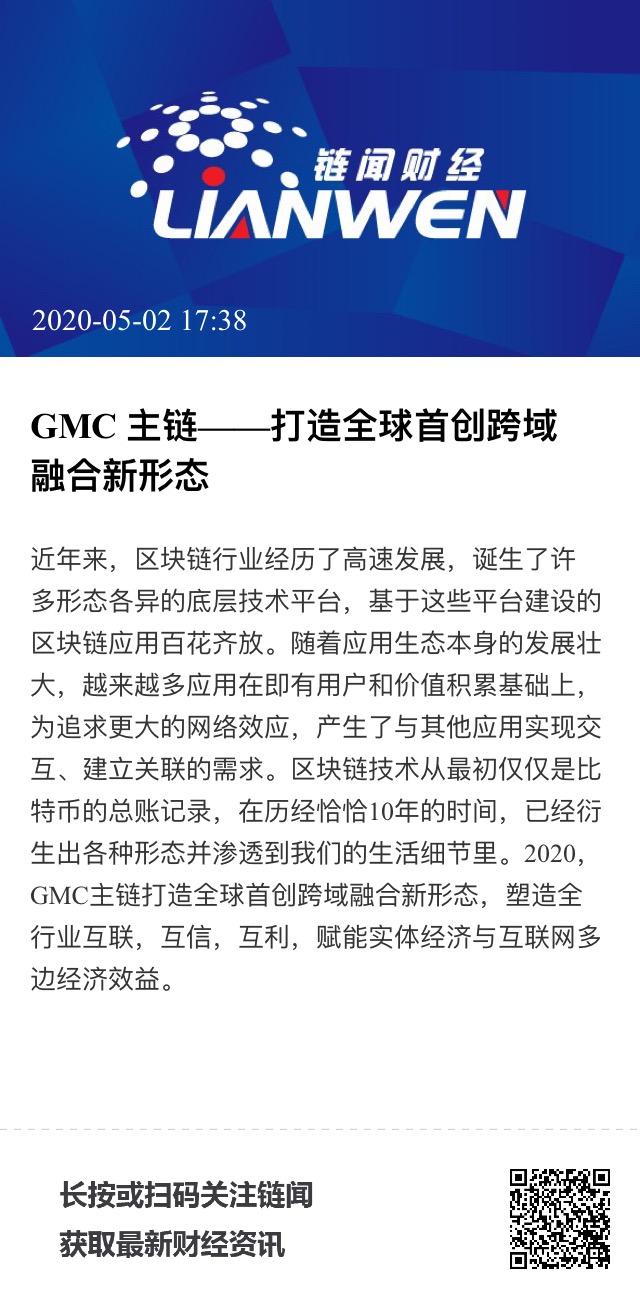 链闻财经
LIANWEN
2020-05-02 17:38
GMC 主链——打造全球首创跨域
融合新形态
近年来，区块链行业经历了高速发展，诞生了许
多形态各异的底层技术平台，基于这些平台建设的
区块链应用百花齐放。随着应用生态本身的发展壮
大，越来越多应用在即有用户和价值积累基础上，
为追求更大的网络效应，产生了与其他应用实现交
互、建立关联的需求。区块链技术从最初仅仅是比
特币的总账记录，在历经恰恰10年的时间，已经衍
生出各种形态并渗透到我们的生活细节里。2020，
GMC主链打造全球首创跨域融合新形态，塑造全
行业互联，互信，互利，赋能实体经济与互联网多
边经济效益。
长按或扫码关注链闻
获取最新财经资讯